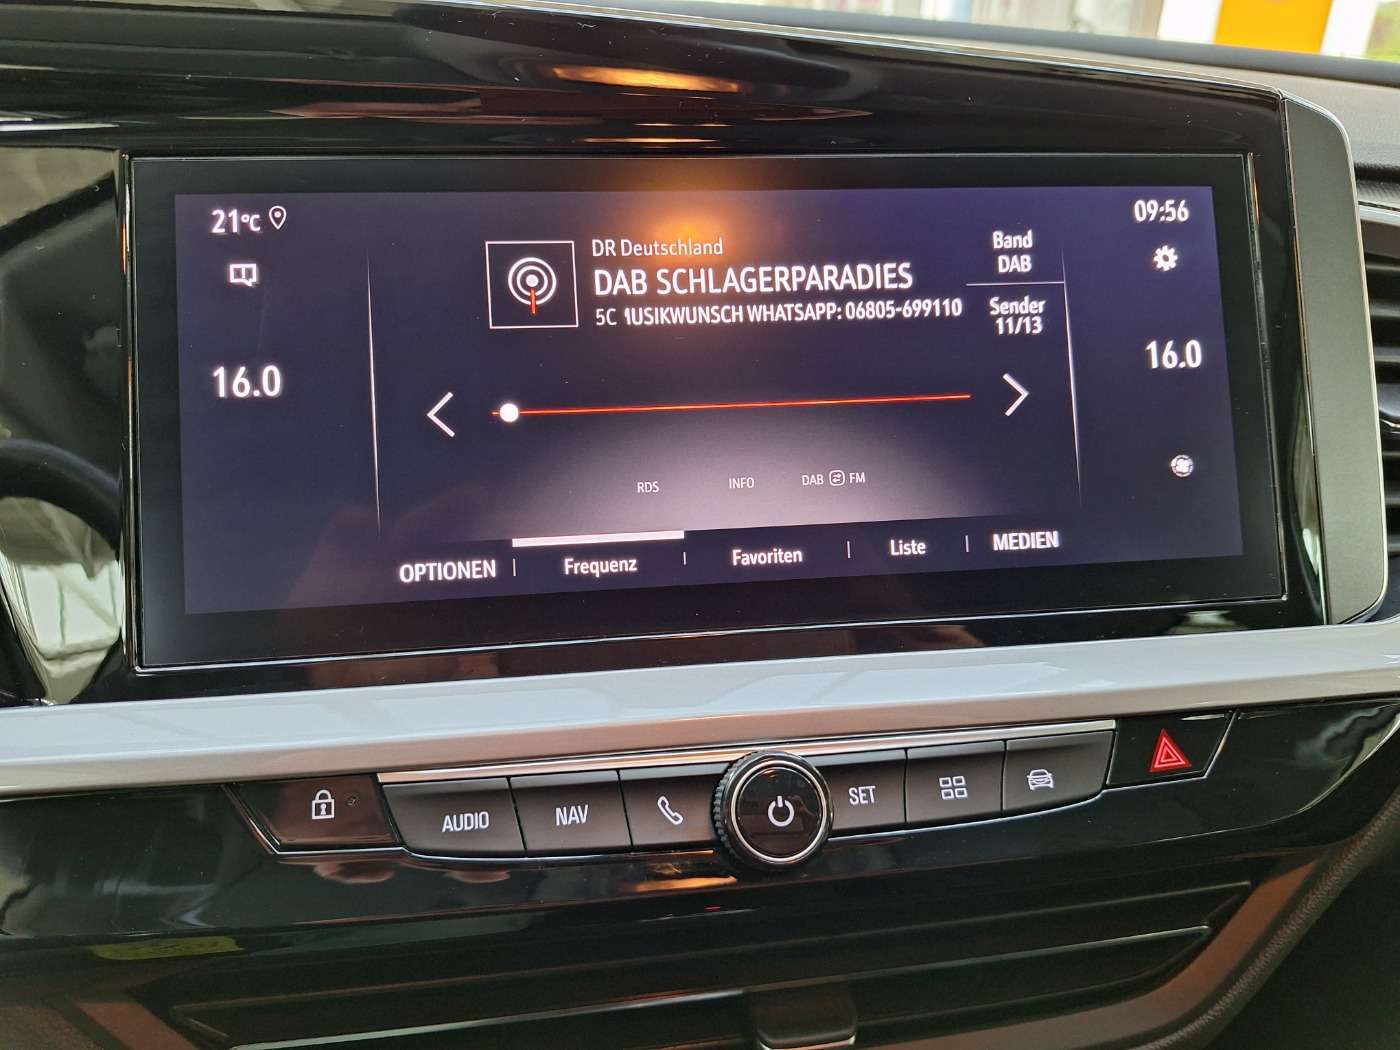 21°C
09:56
DR Deutschland
DAB SCHLAGERPARADIES
5C MUSIKWUNSCH WHATSAPP: 06805-699110
Band
DAB
Sender
11/13
16.0
16.0
RDS INFO DAB FM
OPTIONEN | Frequenz | Favoriten | Liste | MEDIEN
AUDIO NAV SET